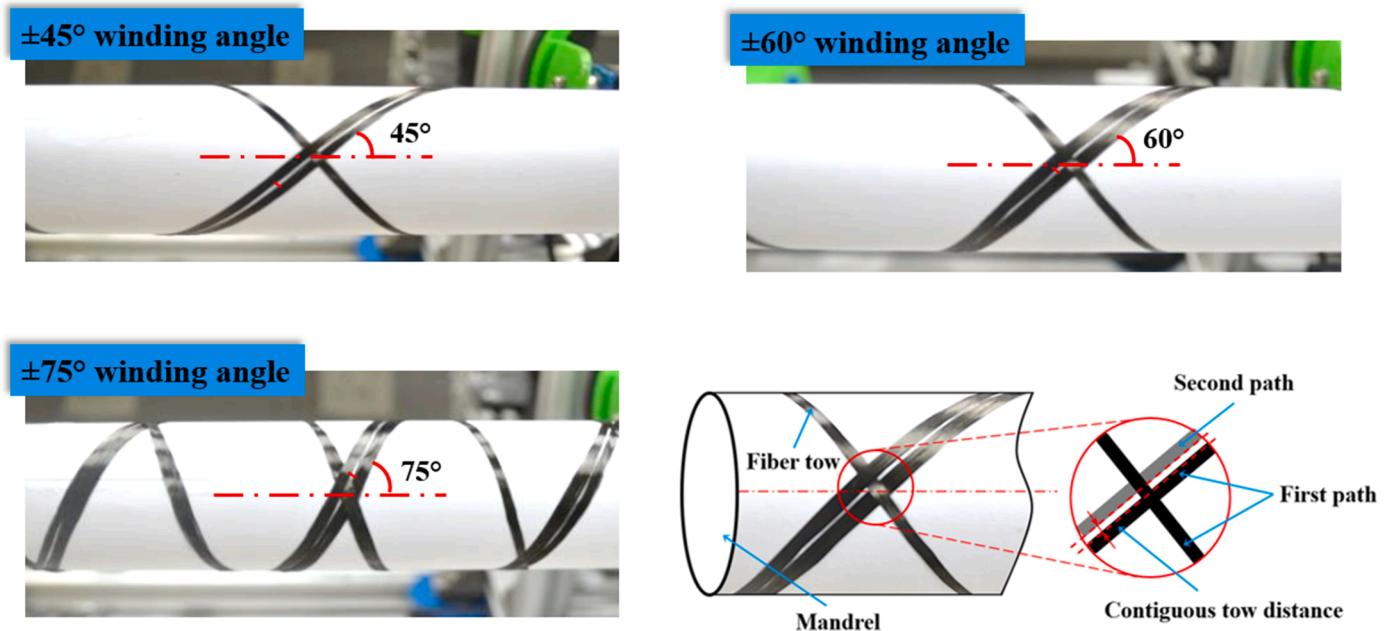 ±45° winding angle
45°
±60° winding angle
60°
±75° winding angle
75°
Second path
Fiber tow
First path
Contiguous tow distance
Mandrel